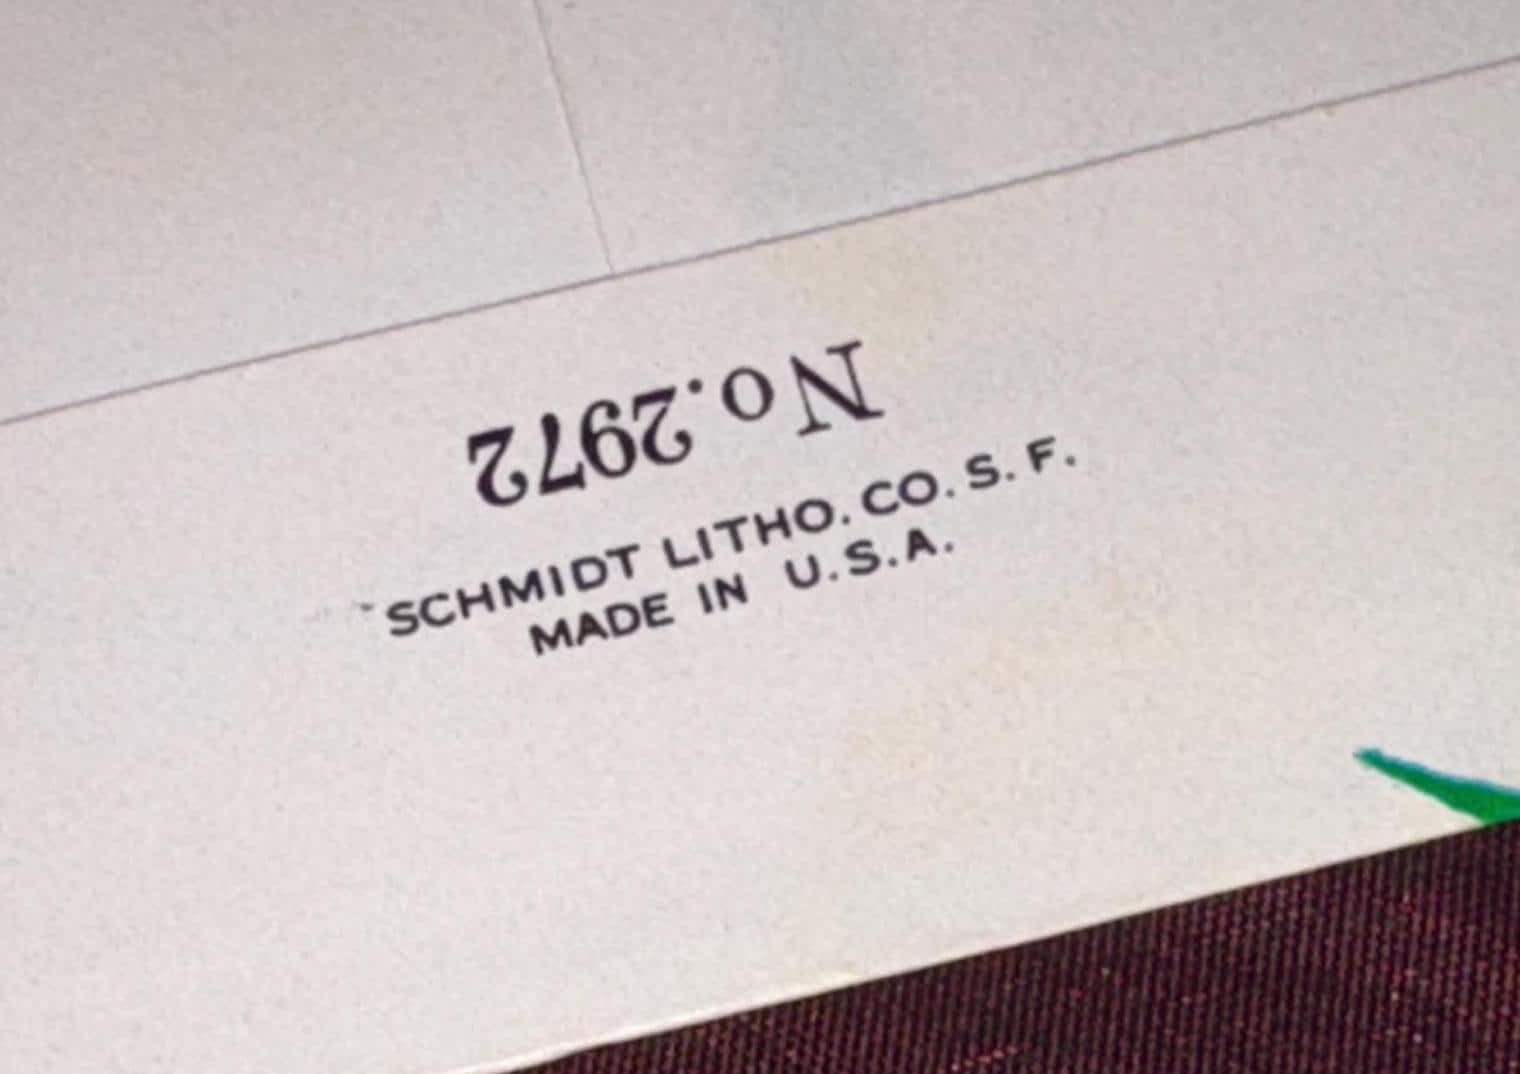 No. 2972
SCHMIDT LITHO. CO. S. F.
MADE IN U.S.A.